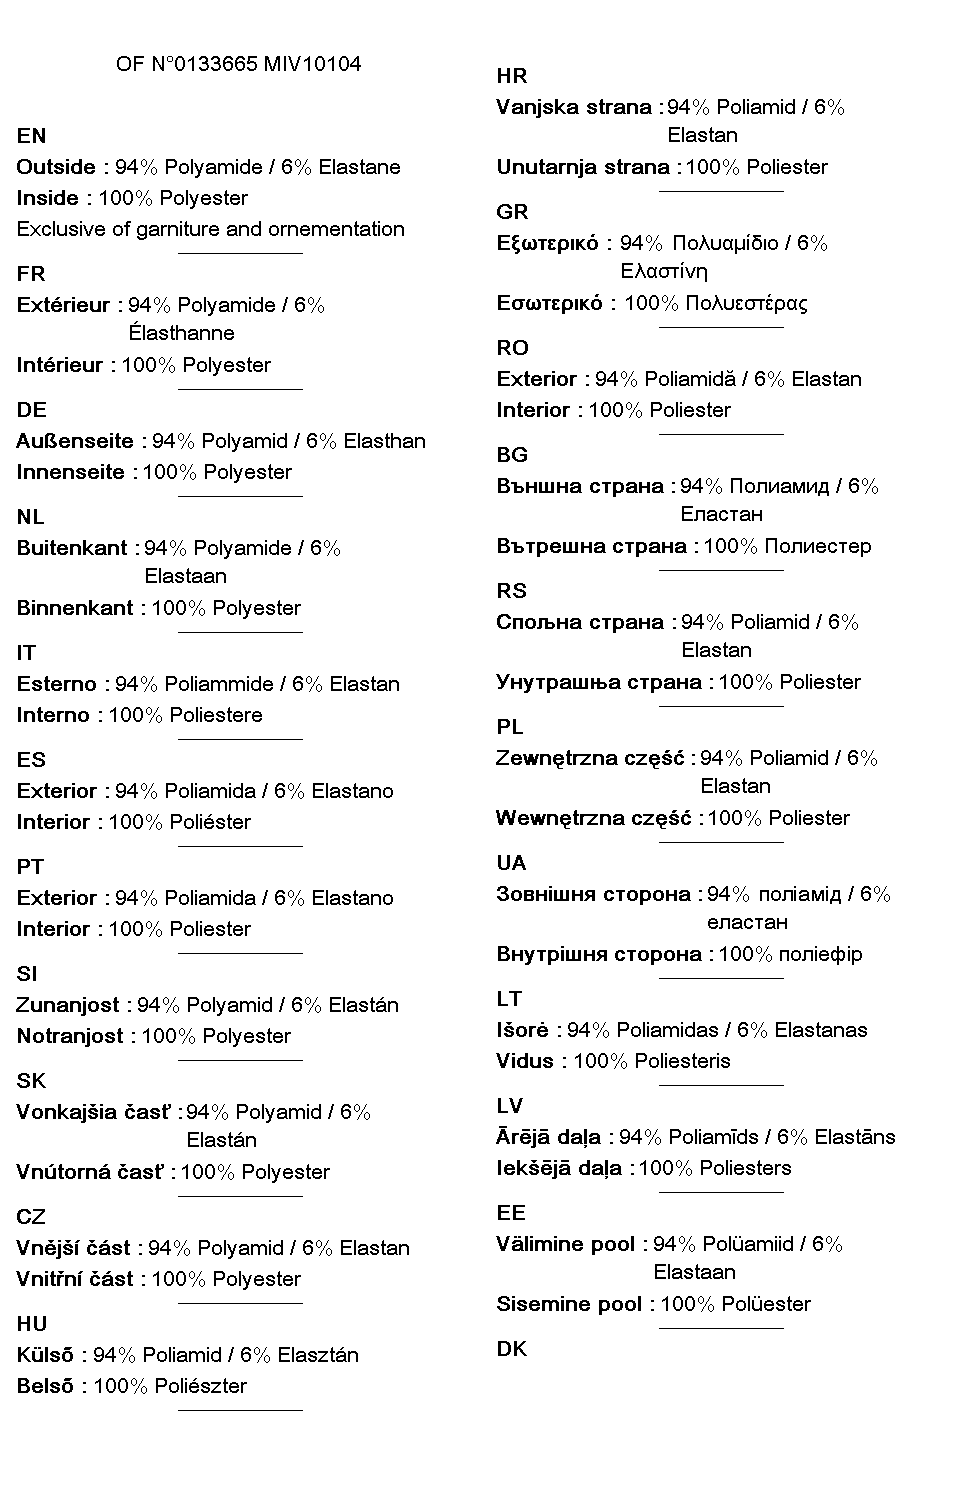 OF N°0133665 MIV10104
EN
Outside : 94% Polyamide / 6% Elastane
Inside : 100% Polyester
Exclusive of garniture and ornementation
FR
Extérieur : 94% Polyamide / 6%
Élasthanne
Intérieur : 100% Polyester
DE
Außenseite : 94% Polyamid / 6% Elasthan
Innenseite : 100% Polyester
NL
Buitenkant : 94% Polyamide / 6%
Elastaan
Binnenkant : 100% Polyester
IT
Esterno : 94% Poliammide / 6% Elastan
Interno : 100% Poliestere
ES
Exterior : 94% Poliamida / 6% Elastano
Interior : 100% Poliéster
PT
Exterior : 94% Poliamida / 6% Elastano
Interior : 100% Poliester
SI
Zunanjost : 94% Polyamid / 6% Elastán
Notranjost : 100% Polyester
SK
Vonkajšia časť : 94% Polyamid / 6%
Elastán
Vnútorná časť : 100% Polyester
CZ
Vnější část : 94% Polyamid / 6% Elastan
Vnitřní část : 100% Polyester
HU
Külső : 94% Poliamid / 6% Elasztán
Belső : 100% Poliészter
HR
Vanjska strana : 94% Poliamid / 6%
Elastan
Unutarnja strana : 100% Poliester
GR
Εξωτερικό : 94% Πολυαμίδιο / 6%
Ελαστίνη
Εσωτερικό : 100% Πολυεστέρας
RO
Exterior : 94% Poliamidă / 6% Elastan
Interior : 100% Poliester
BG
Външна страна : 94% Полиамид / 6%
Еластан
Вътрешна страна : 100% Полиестер
RS
Спољна страна : 94% Poliamid / 6%
Elastan
Унутрашња страна : 100% Poliester
PL
Zewnętrzna część : 94% Poliamid / 6%
Elastan
Wewnętrzna część : 100% Poliester
UA
Зовнішня сторона : 94% поліамід / 6%
еластан
Внутрішня сторона : 100% поліефір
LT
Išorė : 94% Poliamidas / 6% Elastanas
Vidus : 100% Poliesteris
LV
Ārējā daļa : 94% Poliamīds / 6% Elastāns
Iekšējā daļa : 100% Poliesters
EE
Välimine pool : 94% Polüamiid / 6%
Elastaan
Sisemine pool : 100% Polüester
DK